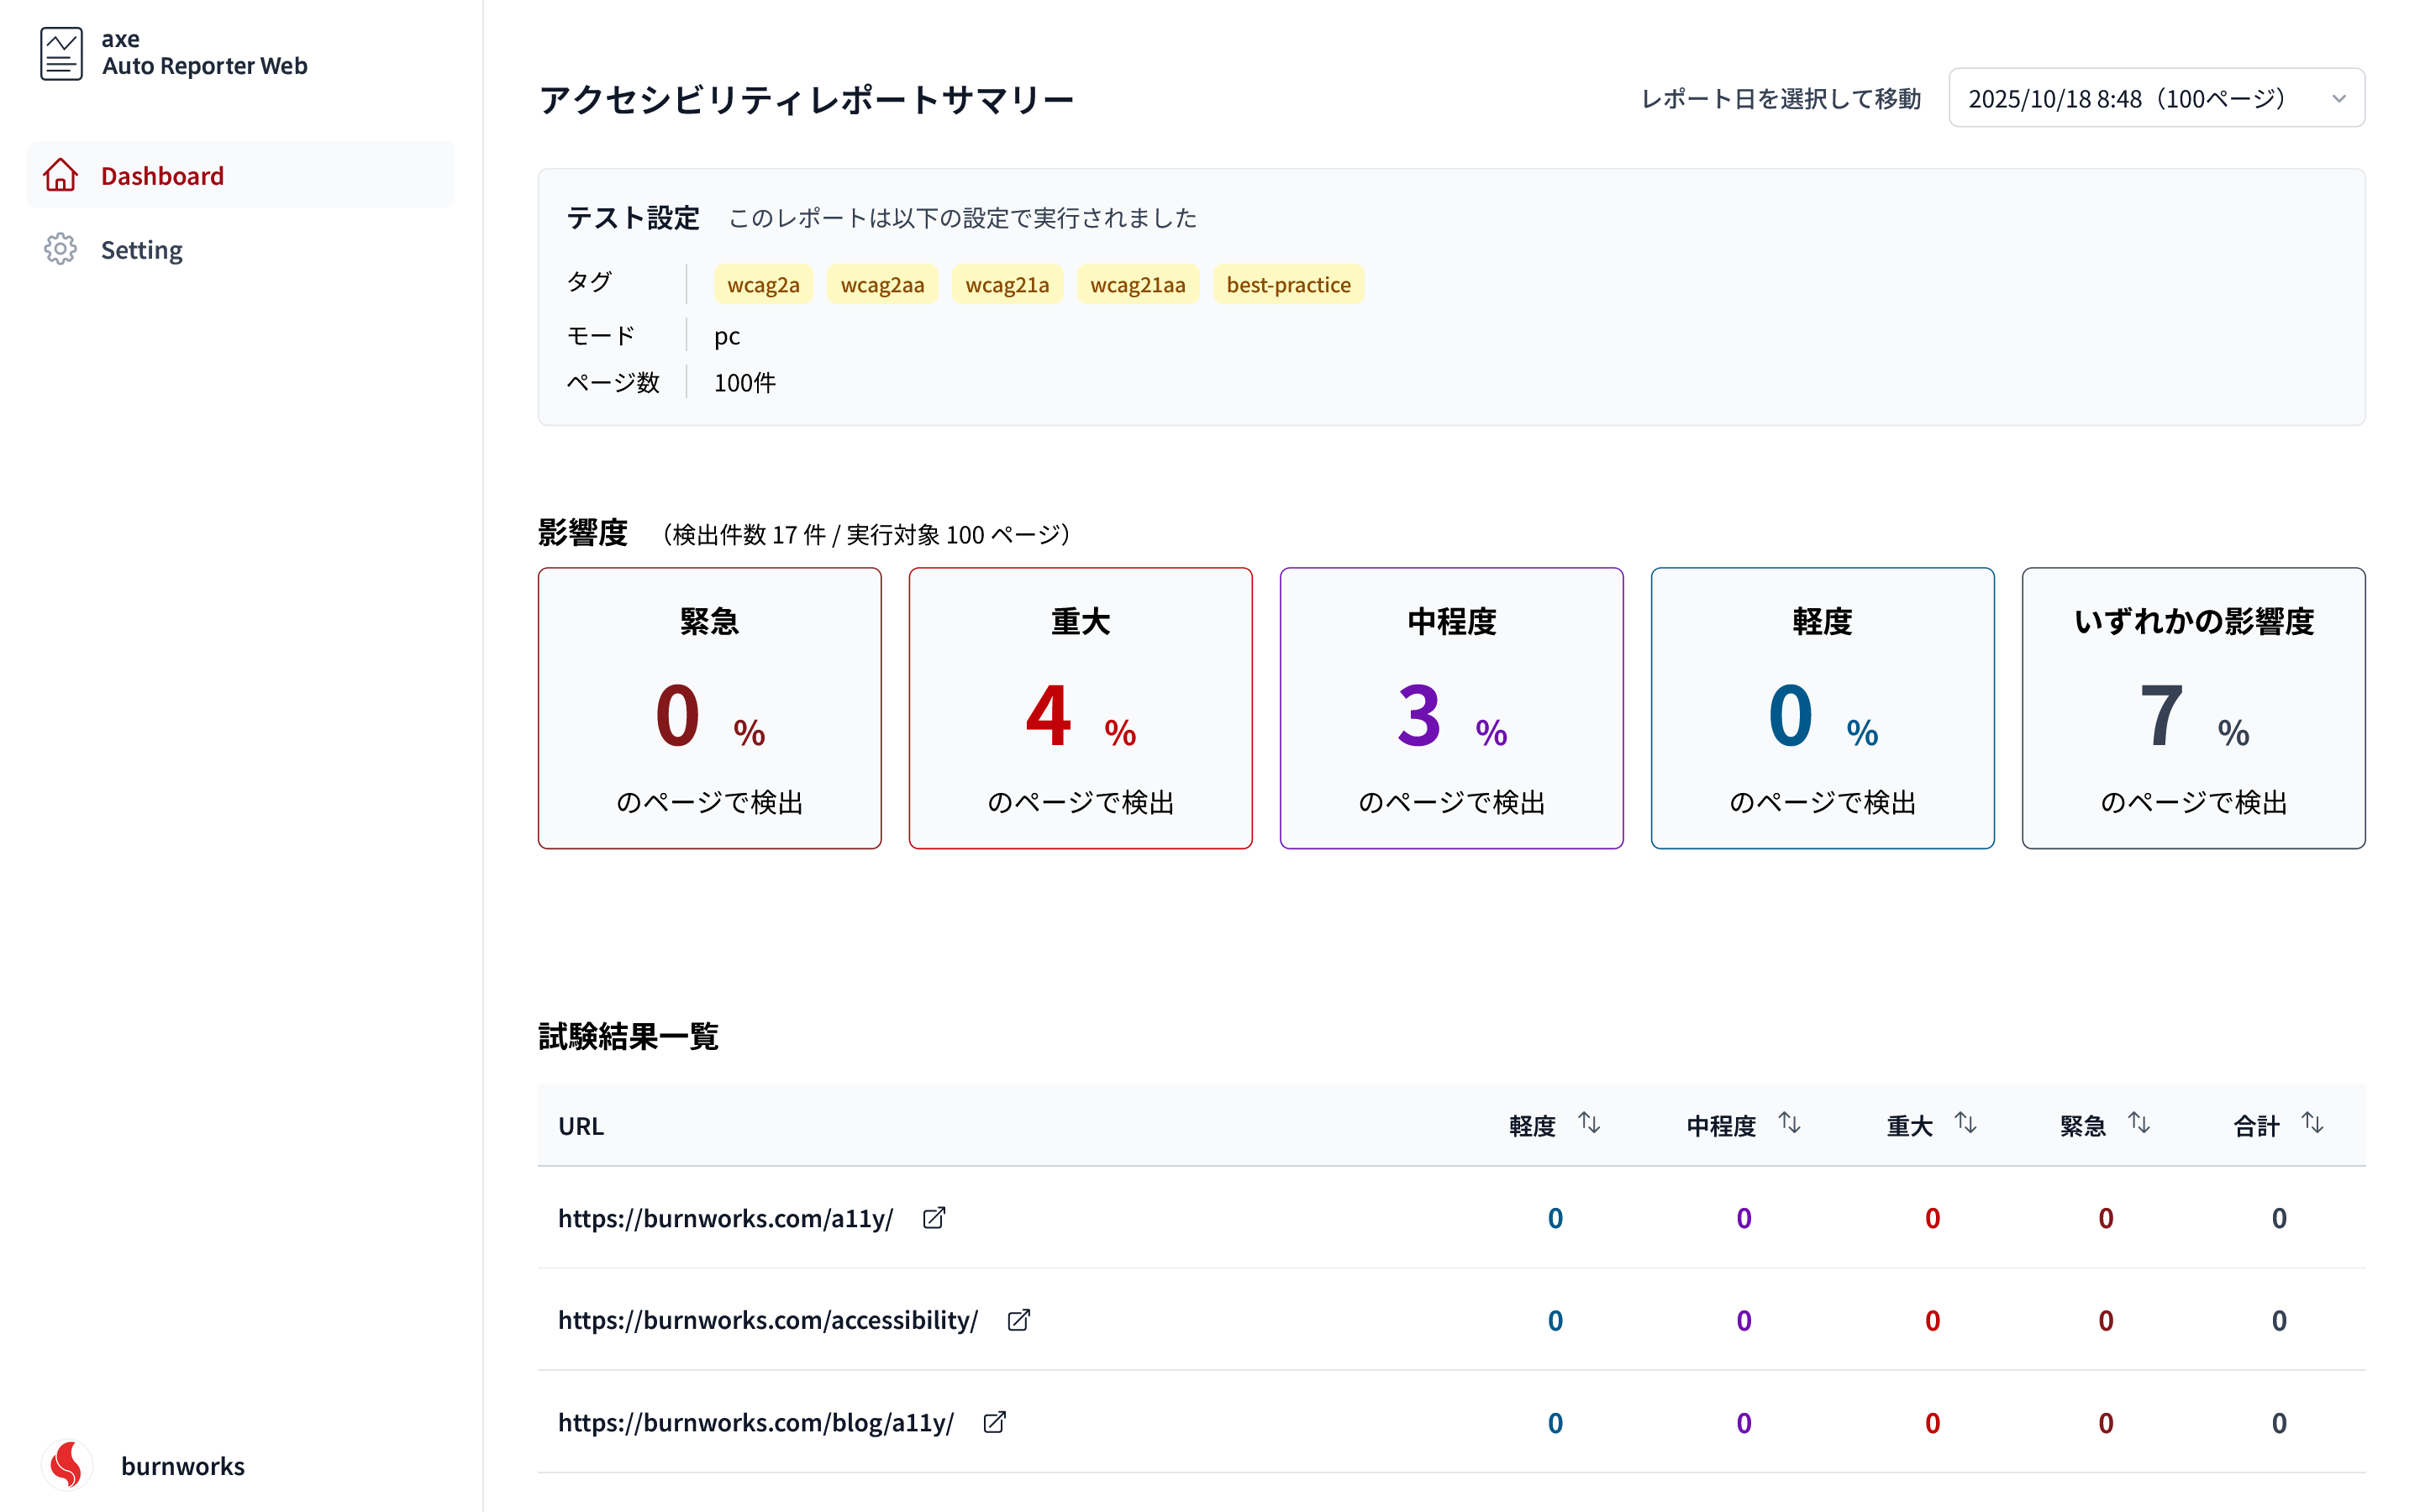 axe
Auto Reporter Web
Dashboard
Setting
burnworks
アクセシビリティレポートサマリー
レポート日を選択して移動
2025/10/18 8:48（100ページ）
テスト設定 このレポートは以下の設定で実行されました
タグ wcag2a wcag2aa wcag21a wcag21aa best-practice
モード pc
ページ数 100件
影響度 （検出件数 17 件 / 実行対象 100 ページ）
緊急
0 %
のページで検出
重大
4 %
のページで検出
中程度
3 %
のページで検出
軽度
0 %
のページで検出
いずれかの影響度
7 %
のページで検出
試験結果一覧
URL 軽度 中程度 重大 緊急 合計
https://burnworks.com/a11y/ 0 0 0 0 0
https://burnworks.com/accessibility/ 0 0 0 0 0
https://burnworks.com/blog/a11y/ 0 0 0 0 0